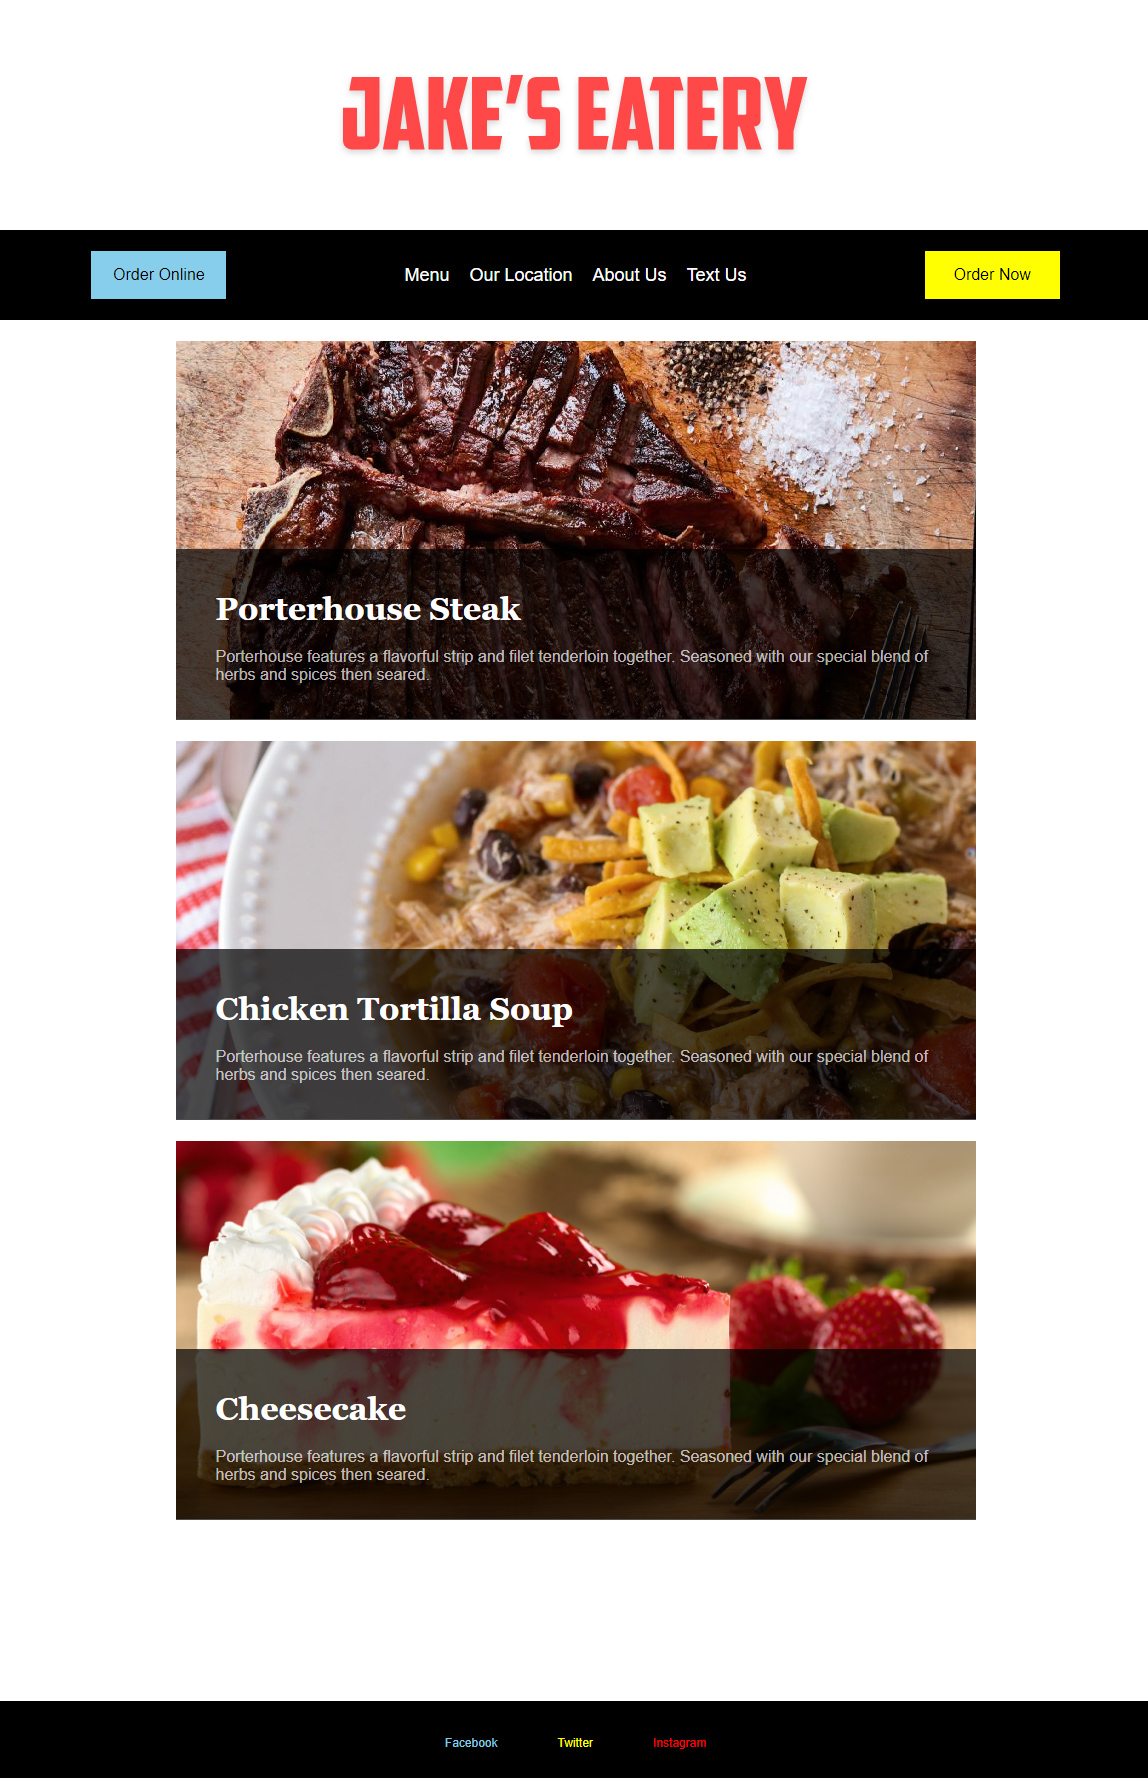 JAKE'S EATERY
Order Online
Menu Our Location About Us Text Us
Order Now
Porterhouse Steak
Porterhouse features a flavorful strip and filet tenderloin together. Seasoned with our special blend of
herbs and spices then seared.
Chicken Tortilla Soup
Porterhouse features a flavorful strip and filet tenderloin together. Seasoned with our special blend of
herbs and spices then seared.
Cheesecake
Porterhouse features a flavorful strip and filet tenderloin together. Seasoned with our special blend of
herbs and spices then seared.
Facebook Twitter Instagram